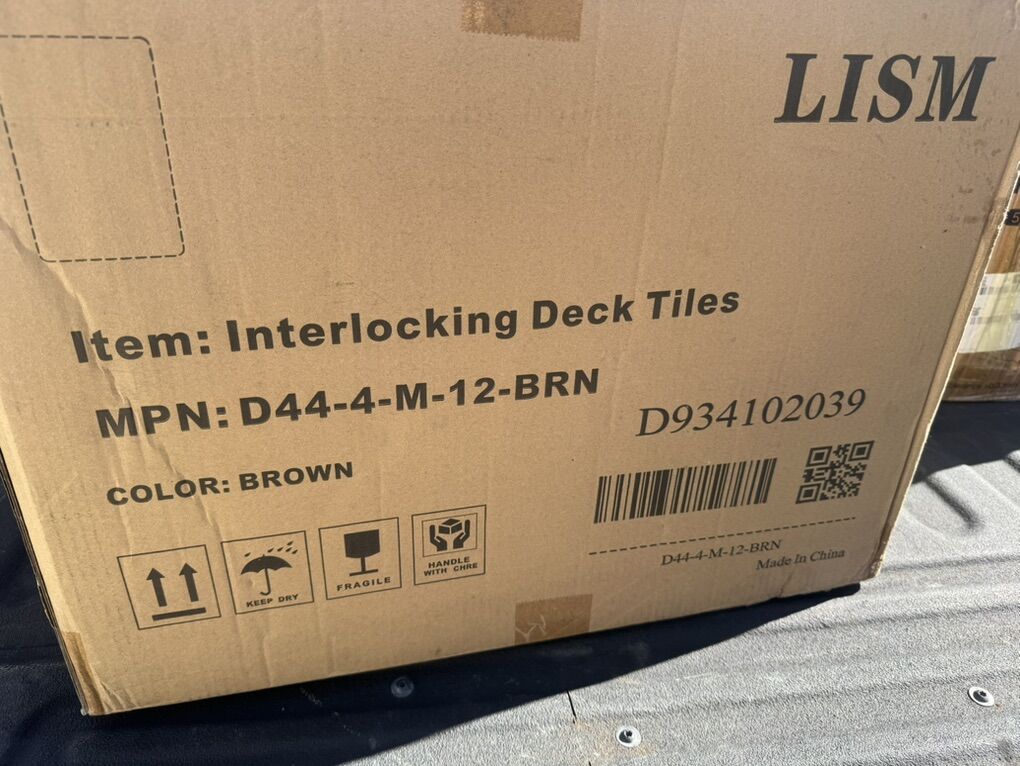 LISM
Item: Interlocking Deck Tiles
MPN: D44-4-M-12-BRN
D934102039
COLOR: BROWN
KEEP DRY
FRAGILE
HANDLE
WITH CHRE
D44-4-M-12-BRN
Made In China